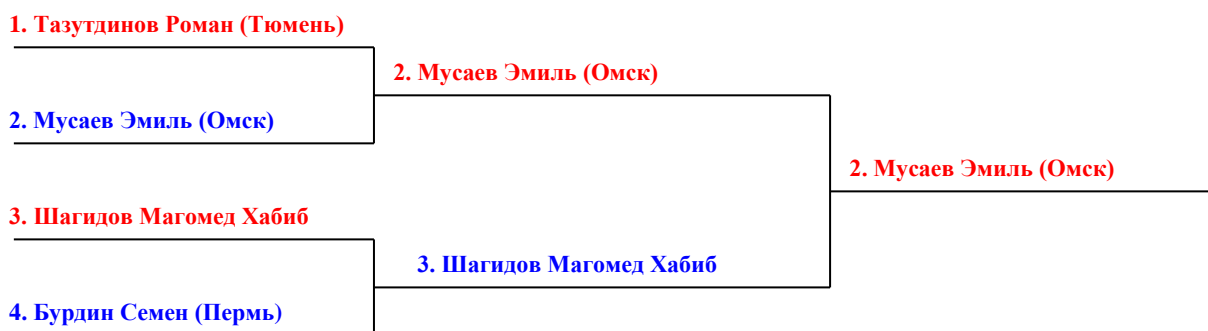 1. Тазутдинов Роман (Тюмень)
2. Мусаев Эмиль (Омск)
2. Мусаев Эмиль (Омск)
2. Мусаев Эмиль (Омск)
3. Шагидов Магомед Хабиб
3. Шагидов Магомед Хабиб
4. Бурдин Семен (Пермь)